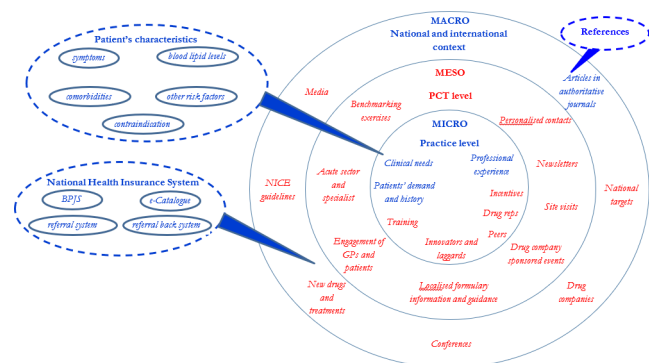 Patient's characteristics
symptoms
blood lipid levels
comorbidities
other risk factors
contraindication
National Health Insurance System
BPJS
e-Catalogue
referral system
referral back system
MACRO
National and international
context
References
Articles in
authoritative
journals
Media
NICE
guidelines
New drugs
and
treatments
Conferences
Drug
companies
National
targets
MESO
PCT level
Benchmarking
exercises
Personalised contacts
Acute sector
and
specialist
Newsletters
Site visits
Engagement of
GPs and
patients
Drug company
sponsored events
Localised formulary
information and guidance
MICRO
Practice level
Clinical needs
Professional
experience
Patients' demand
and history
Incentives
Drug reps
Training
Peers
Innovators and
laggards